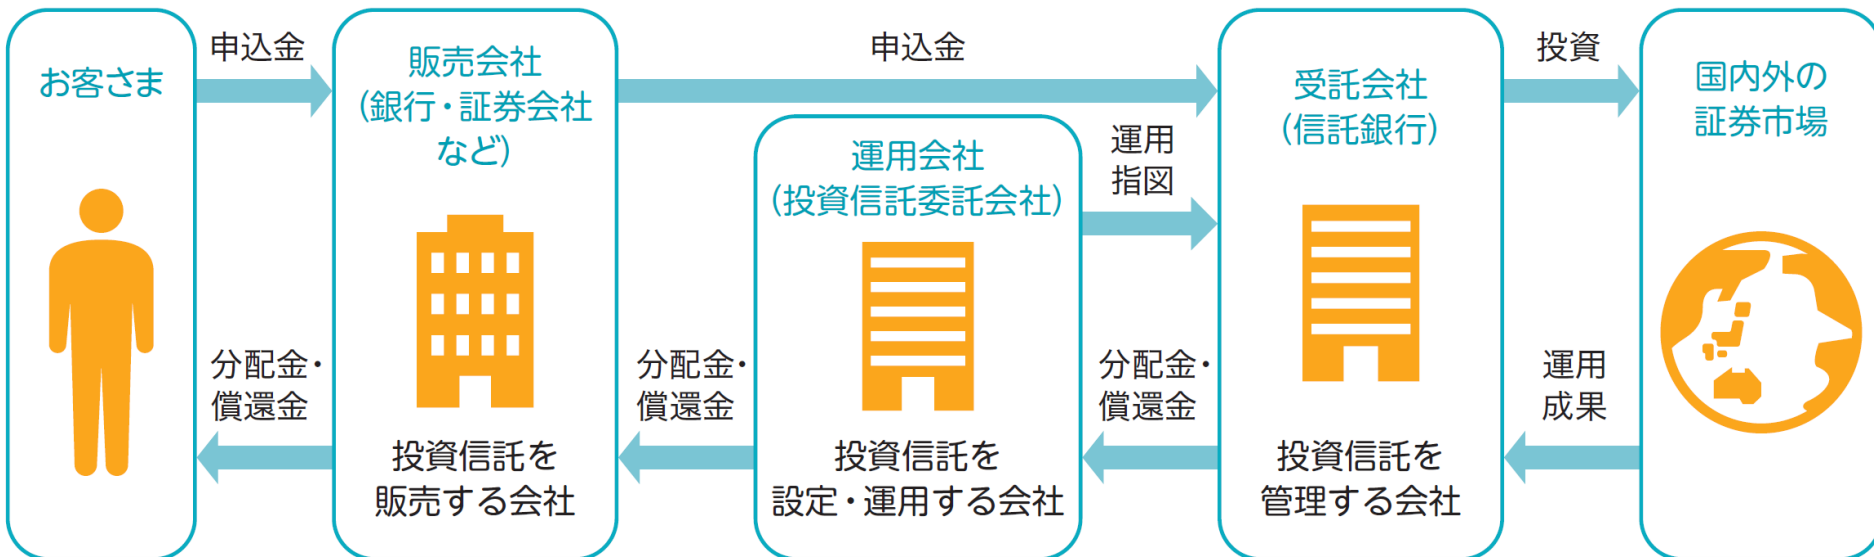 お客さま
申込金
販売会社
(銀行・証券会社
など)
申込金
運用会社
(投資信託委託会社)
運用
指図
受託会社
(信託銀行)
投資
国内外の
証券市場
分配金・
償還金
投資信託を
販売する会社
分配金・
償還金
投資信託を
設定・運用する会社
分配金・
償還金
投資信託を
管理する会社
運用
成果